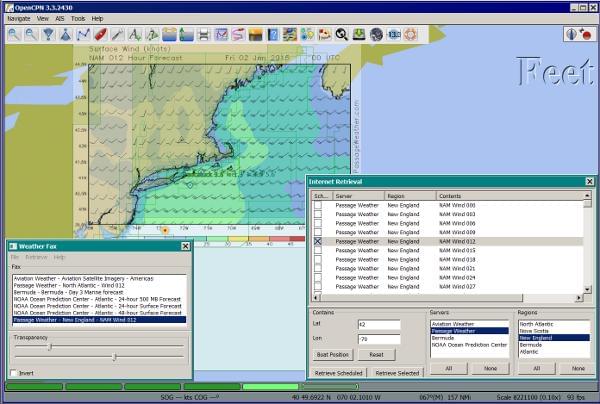 OpenCPN 3.3.2430
Navigate View AIS Tools Help
Surface Wind (knots)
NAM 012 Hour Forecast Fri 02 Jan 2015
00 UTC
Feet
PassageWeather.com
Internet Retrieval
Sch... Server Region Contents
Passage Weather New England NAM Wind 000
Passage Weather New England NAM Wind 003
Passage Weather New England NAM Wind 006
Passage Weather New England NAM Wind 009
Passage Weather New England NAM Wind 012
Passage Weather New England NAM Wind 015
Passage Weather New England NAM Wind 018
Passage Weather New England NAM Wind 021
Passage Weather New England NAM Wind 024
Passage Weather New England NAM Wind 027
Contains
Lat 42
Lon -70
Boat Position Reset
Retrieve Scheduled Retrieve Selected
Servers
Aviation Weather
Passage Weather
Bermuda
NOAA Ocean Prediction Center
All None
Regions
North Atlantic
Nova Scotia
New England
Bermuda
Atlantic
All None
Weather Fax
File Retrieve Help
Fax
Aviation Weather - Aviation Satellite Imagery - Americas
Passage Weather - North Atlantic - Wind 012
Bermuda - Bermuda - Day 3 Marine forecast
NOAA Ocean Prediction Center - Atlantic - 24-hour 500 MB Forecast
NOAA Ocean Prediction Center - Atlantic - 24-hour Surface Forecast
NOAA Ocean Prediction Center - Atlantic - 48-hour Surface Forecast
Passage Weather - New England - NAM Wind 012
Transparency
Invert
25 30 35 40 45 50
SOG --- kts COG ---°
40 49.6922 N 070 02.1010 W
067°(M) 157 NMi
Scale 8221100 (0.10x) 93 fps